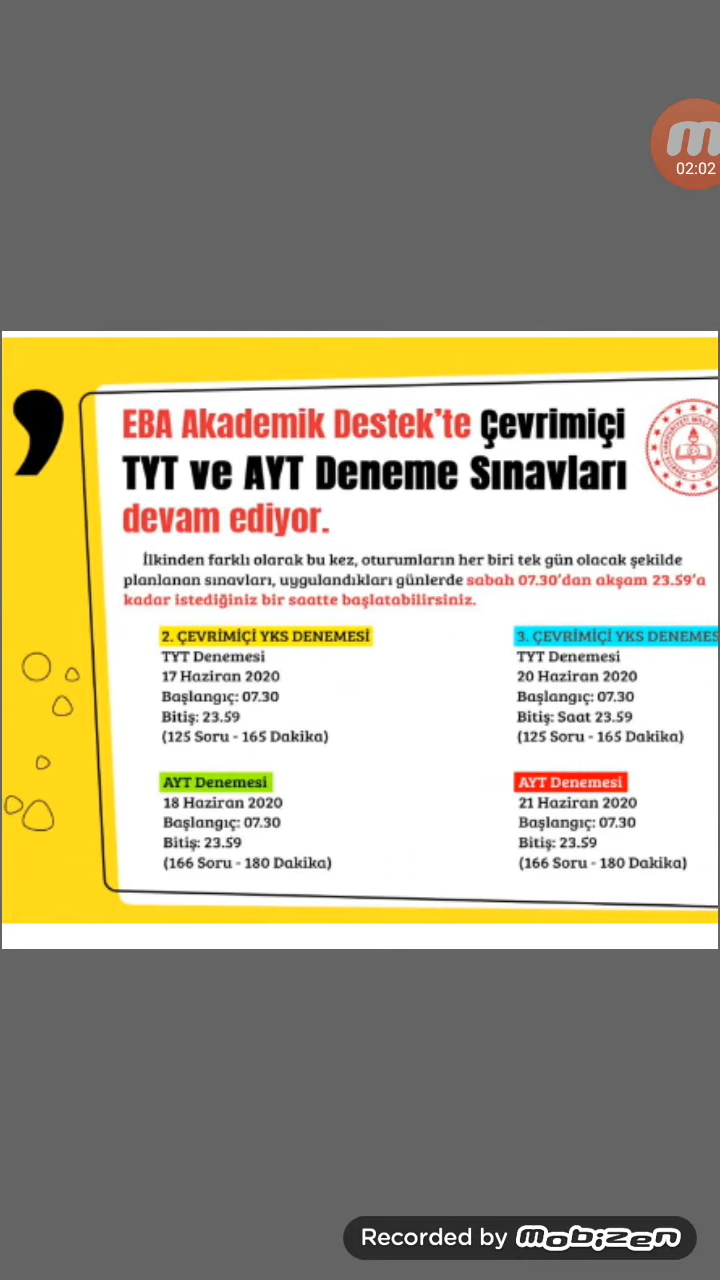 02:02
EBA Akademik Destek'te Çevrimiçi
TYT ve AYT Deneme Sınavları
devam ediyor.
İlkinden farklı olarak bu kez, oturumların her biri tek gün olacak şekilde
planlanan sınavları, uygulandıkları günlerde sabah 07.30'dan akşam 23.59'a
kadar istediğiniz bir saatte başlatabilirsiniz.
2. ÇEVRİMİÇİ YKS DENEMESİ
TYT Denemesi
17 Haziran 2020
Başlangıç: 07.30
Bitiş: 23.59
(125 Soru - 165 Dakika)
AYT Denemesi
18 Haziran 2020
Başlangıç: 07.30
Bitiş: 23.59
(166 Soru - 180 Dakika)
3. ÇEVRİMİÇİ YKS DENEMES
TYT Denemesi
20 Haziran 2020
Başlangıç: 07.30
Bitiş: Saat 23.59
(125 Soru - 165 Dakika)
AYT Denemesi
21 Haziran 2020
Başlangıç: 07.30
Bitiş: 23.59
(166 Soru - 180 Dakika)
Recorded by Mobizen